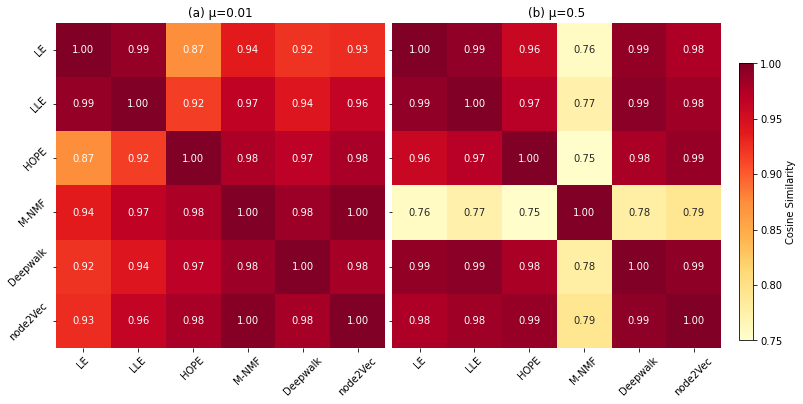 (a) μ=0.01
(b) μ=0.5
LE 1.00 0.99 0.87 0.94 0.92 0.93
LLE 0.99 1.00 0.92 0.97 0.94 0.96
HOPE 0.87 0.92 1.00 0.98 0.97 0.98
M-NMF 0.94 0.97 0.98 1.00 0.98 1.00
Deepwalk 0.92 0.94 0.97 0.98 1.00 0.98
node2Vec 0.93 0.96 0.98 1.00 0.98 1.00
LE LLE HOPE M-NMF Deepwalk node2Vec
1.00 0.99 0.96 0.76 0.99 0.98
0.99 1.00 0.97 0.77 0.99 0.98
0.96 0.97 1.00 0.75 0.98 0.99
0.76 0.77 0.75 1.00 0.78 0.79
0.99 0.99 0.98 0.78 1.00 0.99
0.98 0.98 0.99 0.79 0.99 1.00
LE LLE HOPE M-NMF Deepwalk node2Vec
1.00
0.95
0.90
0.85
0.80
0.75
Cosine Similarity